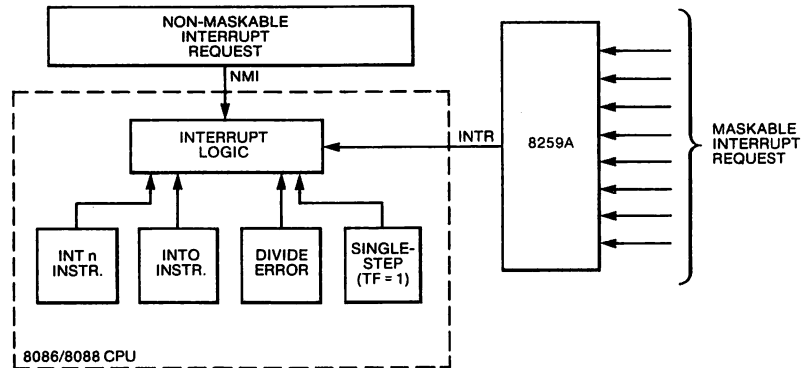 NON-MASKABLE
INTERRUPT
REQUEST
NMI
INTERRUPT
LOGIC
INTR
8259A
MASKABLE
INTERRUPT
REQUEST
INT n
INSTR.
INTO
INSTR.
DIVIDE
ERROR
SINGLE-
STEP
(TF = 1)
8086/8088 CPU